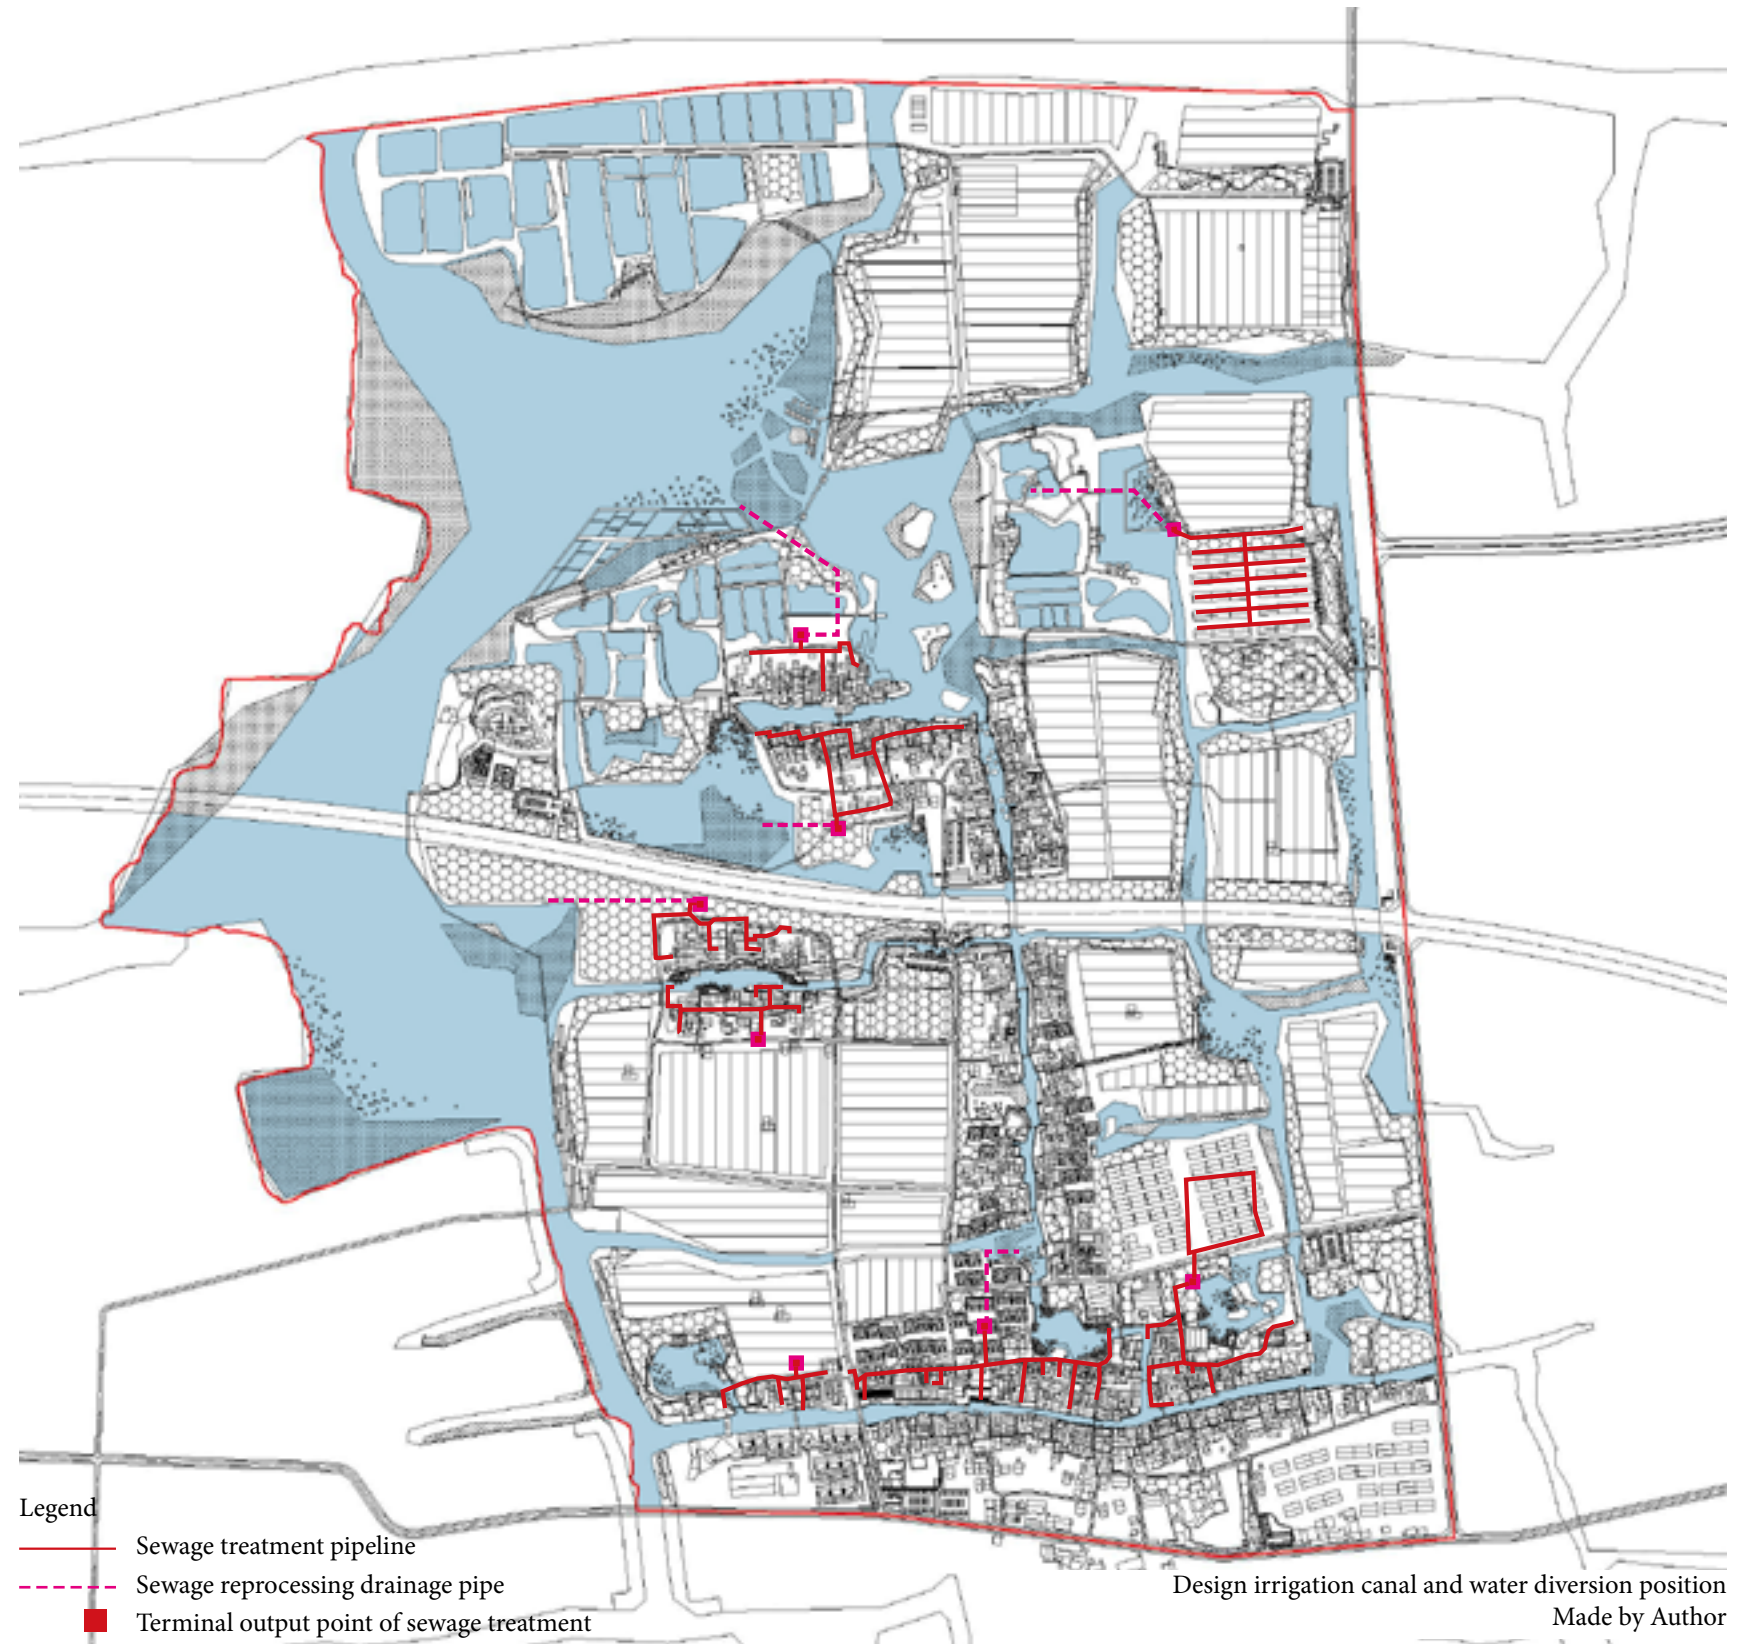 Legend
Sewage treatment pipeline
Sewage reprocessing drainage pipe
Terminal output point of sewage treatment
Design irrigation canal and water diversion position
Made by Author